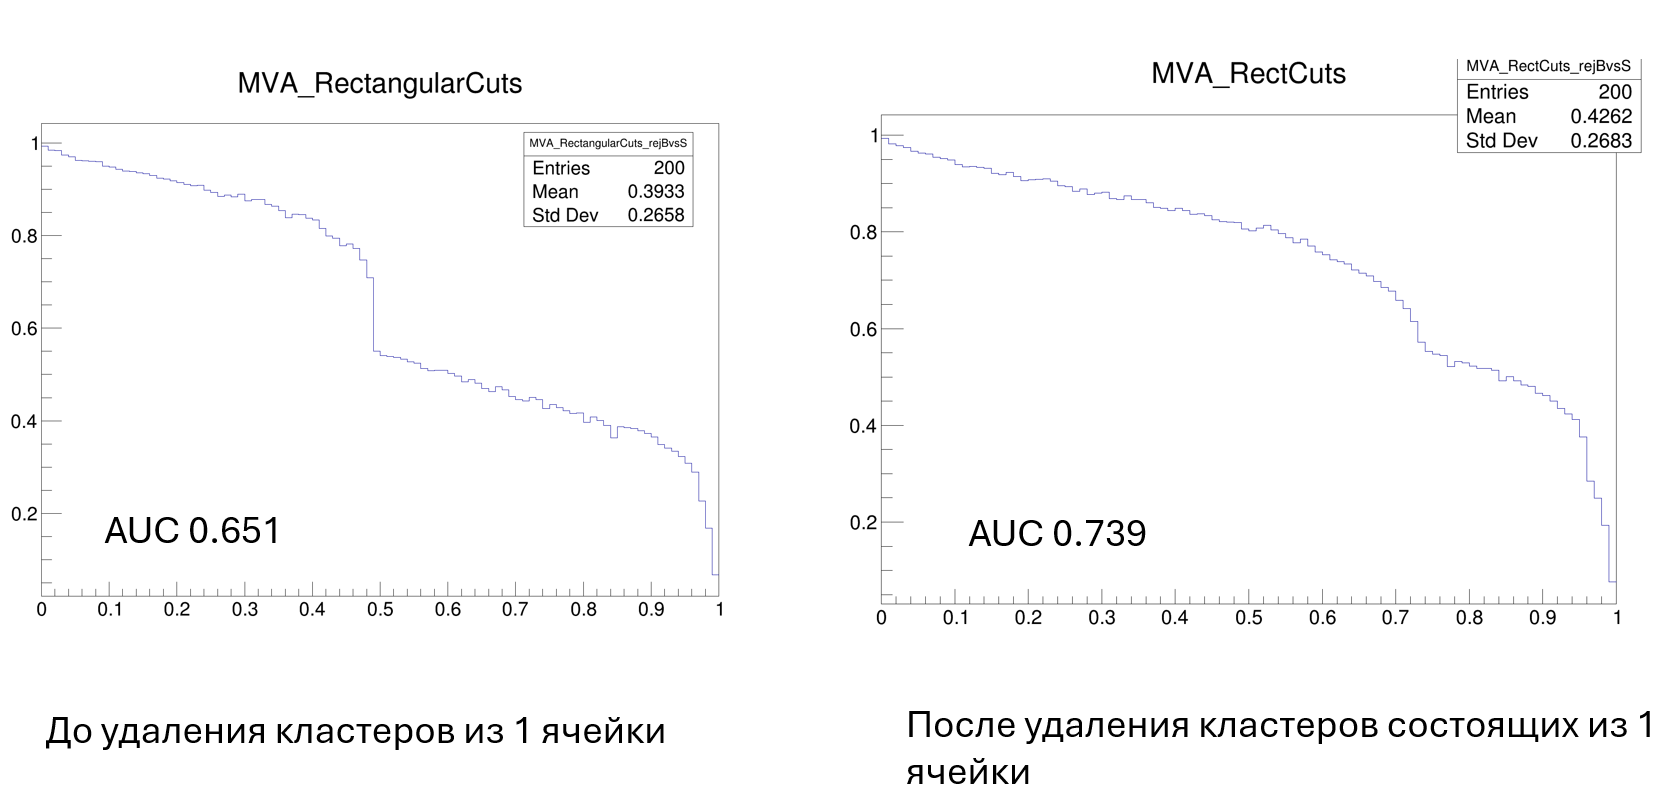 MVA_RectangularCuts
MVA_RectangularCuts_rejBvsS
Entries 200
Mean 0.3933
Std Dev 0.2658
1
0.8
0.6
0.4
0.2
0 0.1 0.2 0.3 0.4 0.5 0.6 0.7 0.8 0.9 1
AUC 0.651
До удаления кластеров из 1 ячейки
MVA_RectCuts
MVA_RectCuts_rejBvsS
Entries 200
Mean 0.4262
Std Dev 0.2683
1
0.8
0.6
0.4
0.2
0 0.1 0.2 0.3 0.4 0.5 0.6 0.7 0.8 0.9 1
AUC 0.739
После удаления кластеров состоящих из 1
ячейки